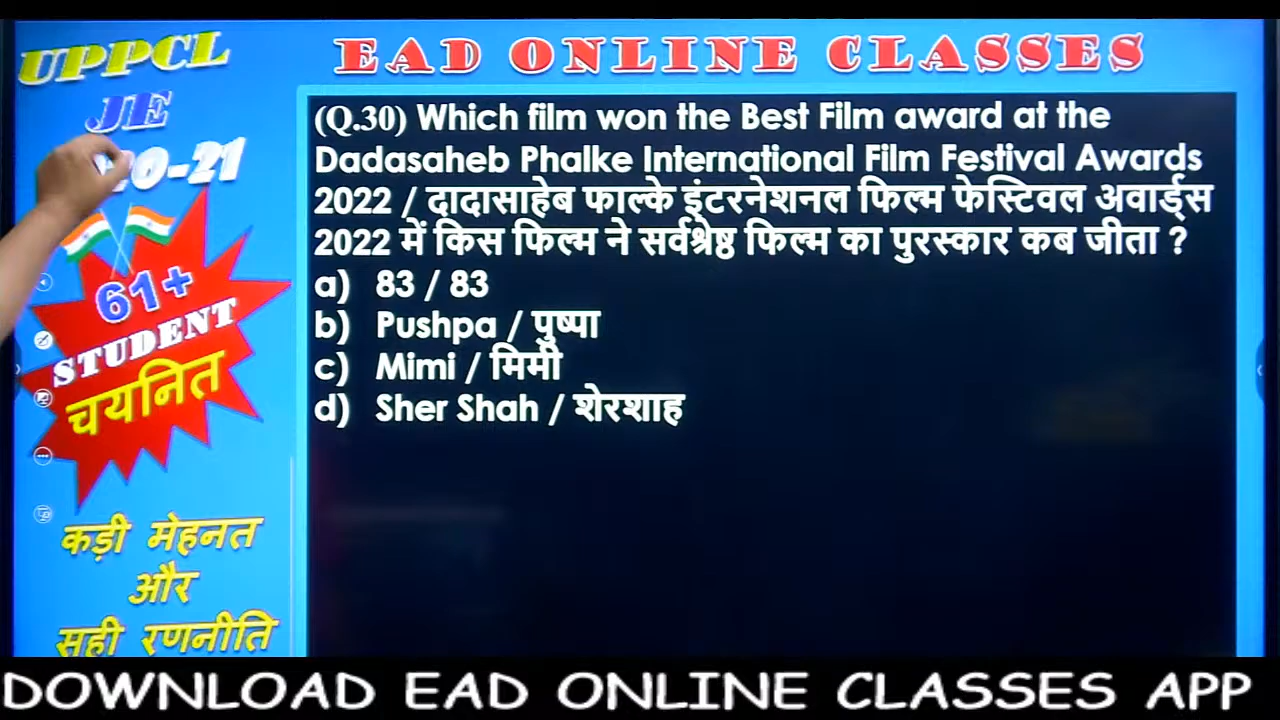 UPPCL
JE
20-21
61+
STUDENT
चयनित
कड़ी मेहनत
और
सही रणनीति
EAD ONLINE CLASSES
(Q.30) Which film won the Best Film award at the
Dadasaheb Phalke International Film Festival Awards
2022 / दादासाहेब फाल्के इंटरनेशनल फिल्म फेस्टिवल अवार्ड्स
2022 में किस फिल्म ने सर्वश्रेष्ठ फिल्म का पुरस्कार कब जीता ?
a) 83 / 83
b) Pushpa / पुष्पा
c) Mimi / मिमी
d) Sher Shah / शेरशाह
DOWNLOAD EAD ONLINE CLASSES APP